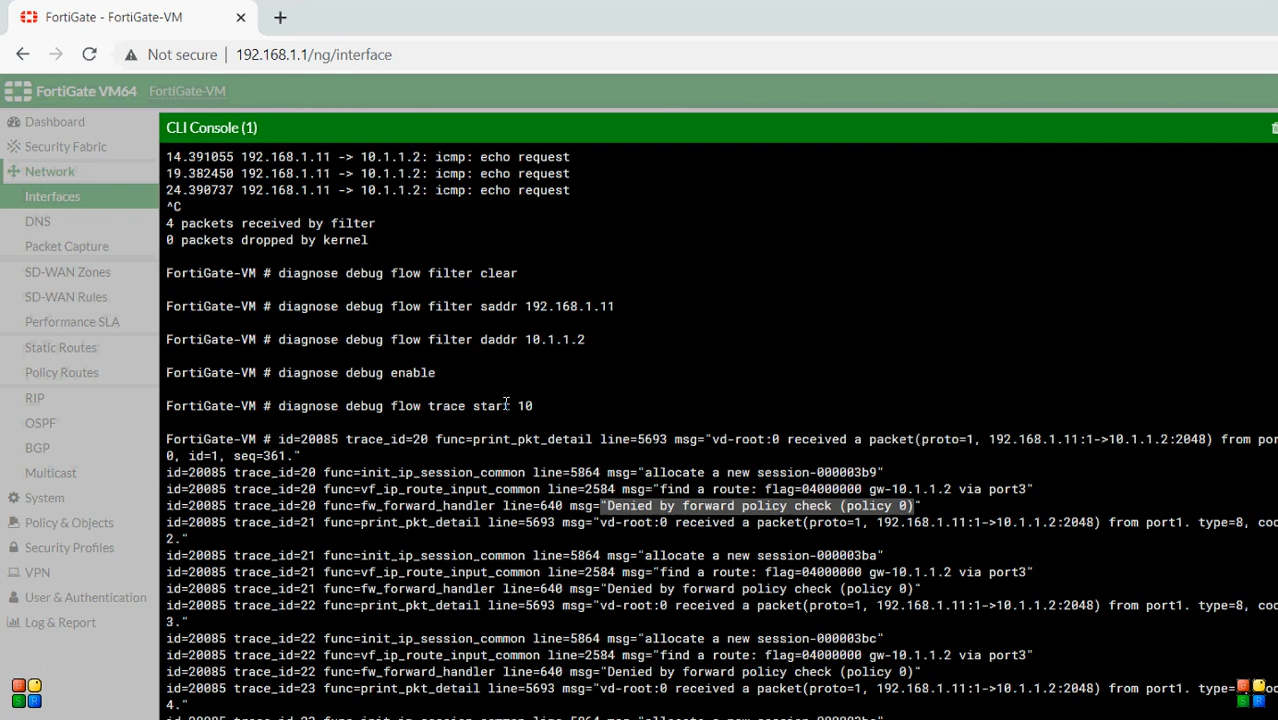 FortiGate - FortiGate-VM
Not secure | 192.168.1.1/ng/interface
FortiGate VM64 FortiGate-VM
Dashboard
Security Fabric
Network
Interfaces
DNS
Packet Capture
SD-WAN Zones
SD-WAN Rules
Performance SLA
Static Routes
Policy Routes
RIP
OSPF
BGP
Multicast
System
Policy & Objects
Security Profiles
VPN
User & Authentication
Log & Report
CLI Console (1)
14.391055 192.168.1.11 -> 10.1.1.2: icmp: echo request
19.382450 192.168.1.11 -> 10.1.1.2: icmp: echo request
24.390737 192.168.1.11 -> 10.1.1.2: icmp: echo request
^C
4 packets received by filter
0 packets dropped by kernel
FortiGate-VM # diagnose debug flow filter clear
FortiGate-VM # diagnose debug flow filter saddr 192.168.1.11
FortiGate-VM # diagnose debug flow filter daddr 10.1.1.2
FortiGate-VM # diagnose debug enable
FortiGate-VM # diagnose debug flow trace start 10
FortiGate-VM # id=20085 trace_id=20 func=print_pkt_detail line=5693 msg="vd-root:0 received a packet(proto=1, 192.168.1.11:1->10.1.1.2:2048) from por
0, id=1, seq=361."
id=20085 trace_id=20 func=init_ip_session_common line=5864 msg="allocate a new session-000003b9"
id=20085 trace_id=20 func=vf_ip_route_input_common line=2584 msg="find a route: flag=04000000 gw-10.1.1.2 via port3"
id=20085 trace_id=20 func=fw_forward_handler line=640 msg="Denied by forward policy check (policy 0)"
id=20085 trace_id=21 func=print_pkt_detail line=5693 msg="vd-root:0 received a packet(proto=1, 192.168.1.11:1->10.1.1.2:2048) from port1. type=8, cod
2."
id=20085 trace_id=21 func=init_ip_session_common line=5864 msg="allocate a new session-000003ba"
id=20085 trace_id=21 func=vf_ip_route_input_common line=2584 msg="find a route: flag=04000000 gw-10.1.1.2 via port3"
id=20085 trace_id=21 func=fw_forward_handler line=640 msg="Denied by forward policy check (policy 0)"
id=20085 trace_id=22 func=print_pkt_detail line=5693 msg="vd-root:0 received a packet(proto=1, 192.168.1.11:1->10.1.1.2:2048) from port1. type=8, cod
3."
id=20085 trace_id=22 func=init_ip_session_common line=5864 msg="allocate a new session-000003bc"
id=20085 trace_id=22 func=vf_ip_route_input_common line=2584 msg="find a route: flag=04000000 gw-10.1.1.2 via port3"
id=20085 trace_id=22 func=fw_forward_handler line=640 msg="Denied by forward policy check (policy 0)"
id=20085 trace_id=23 func=print_pkt_detail line=5693 msg="vd-root:0 received a packet(proto=1, 192.168.1.11:1->10.1.1.2:2048) from port1.
4."